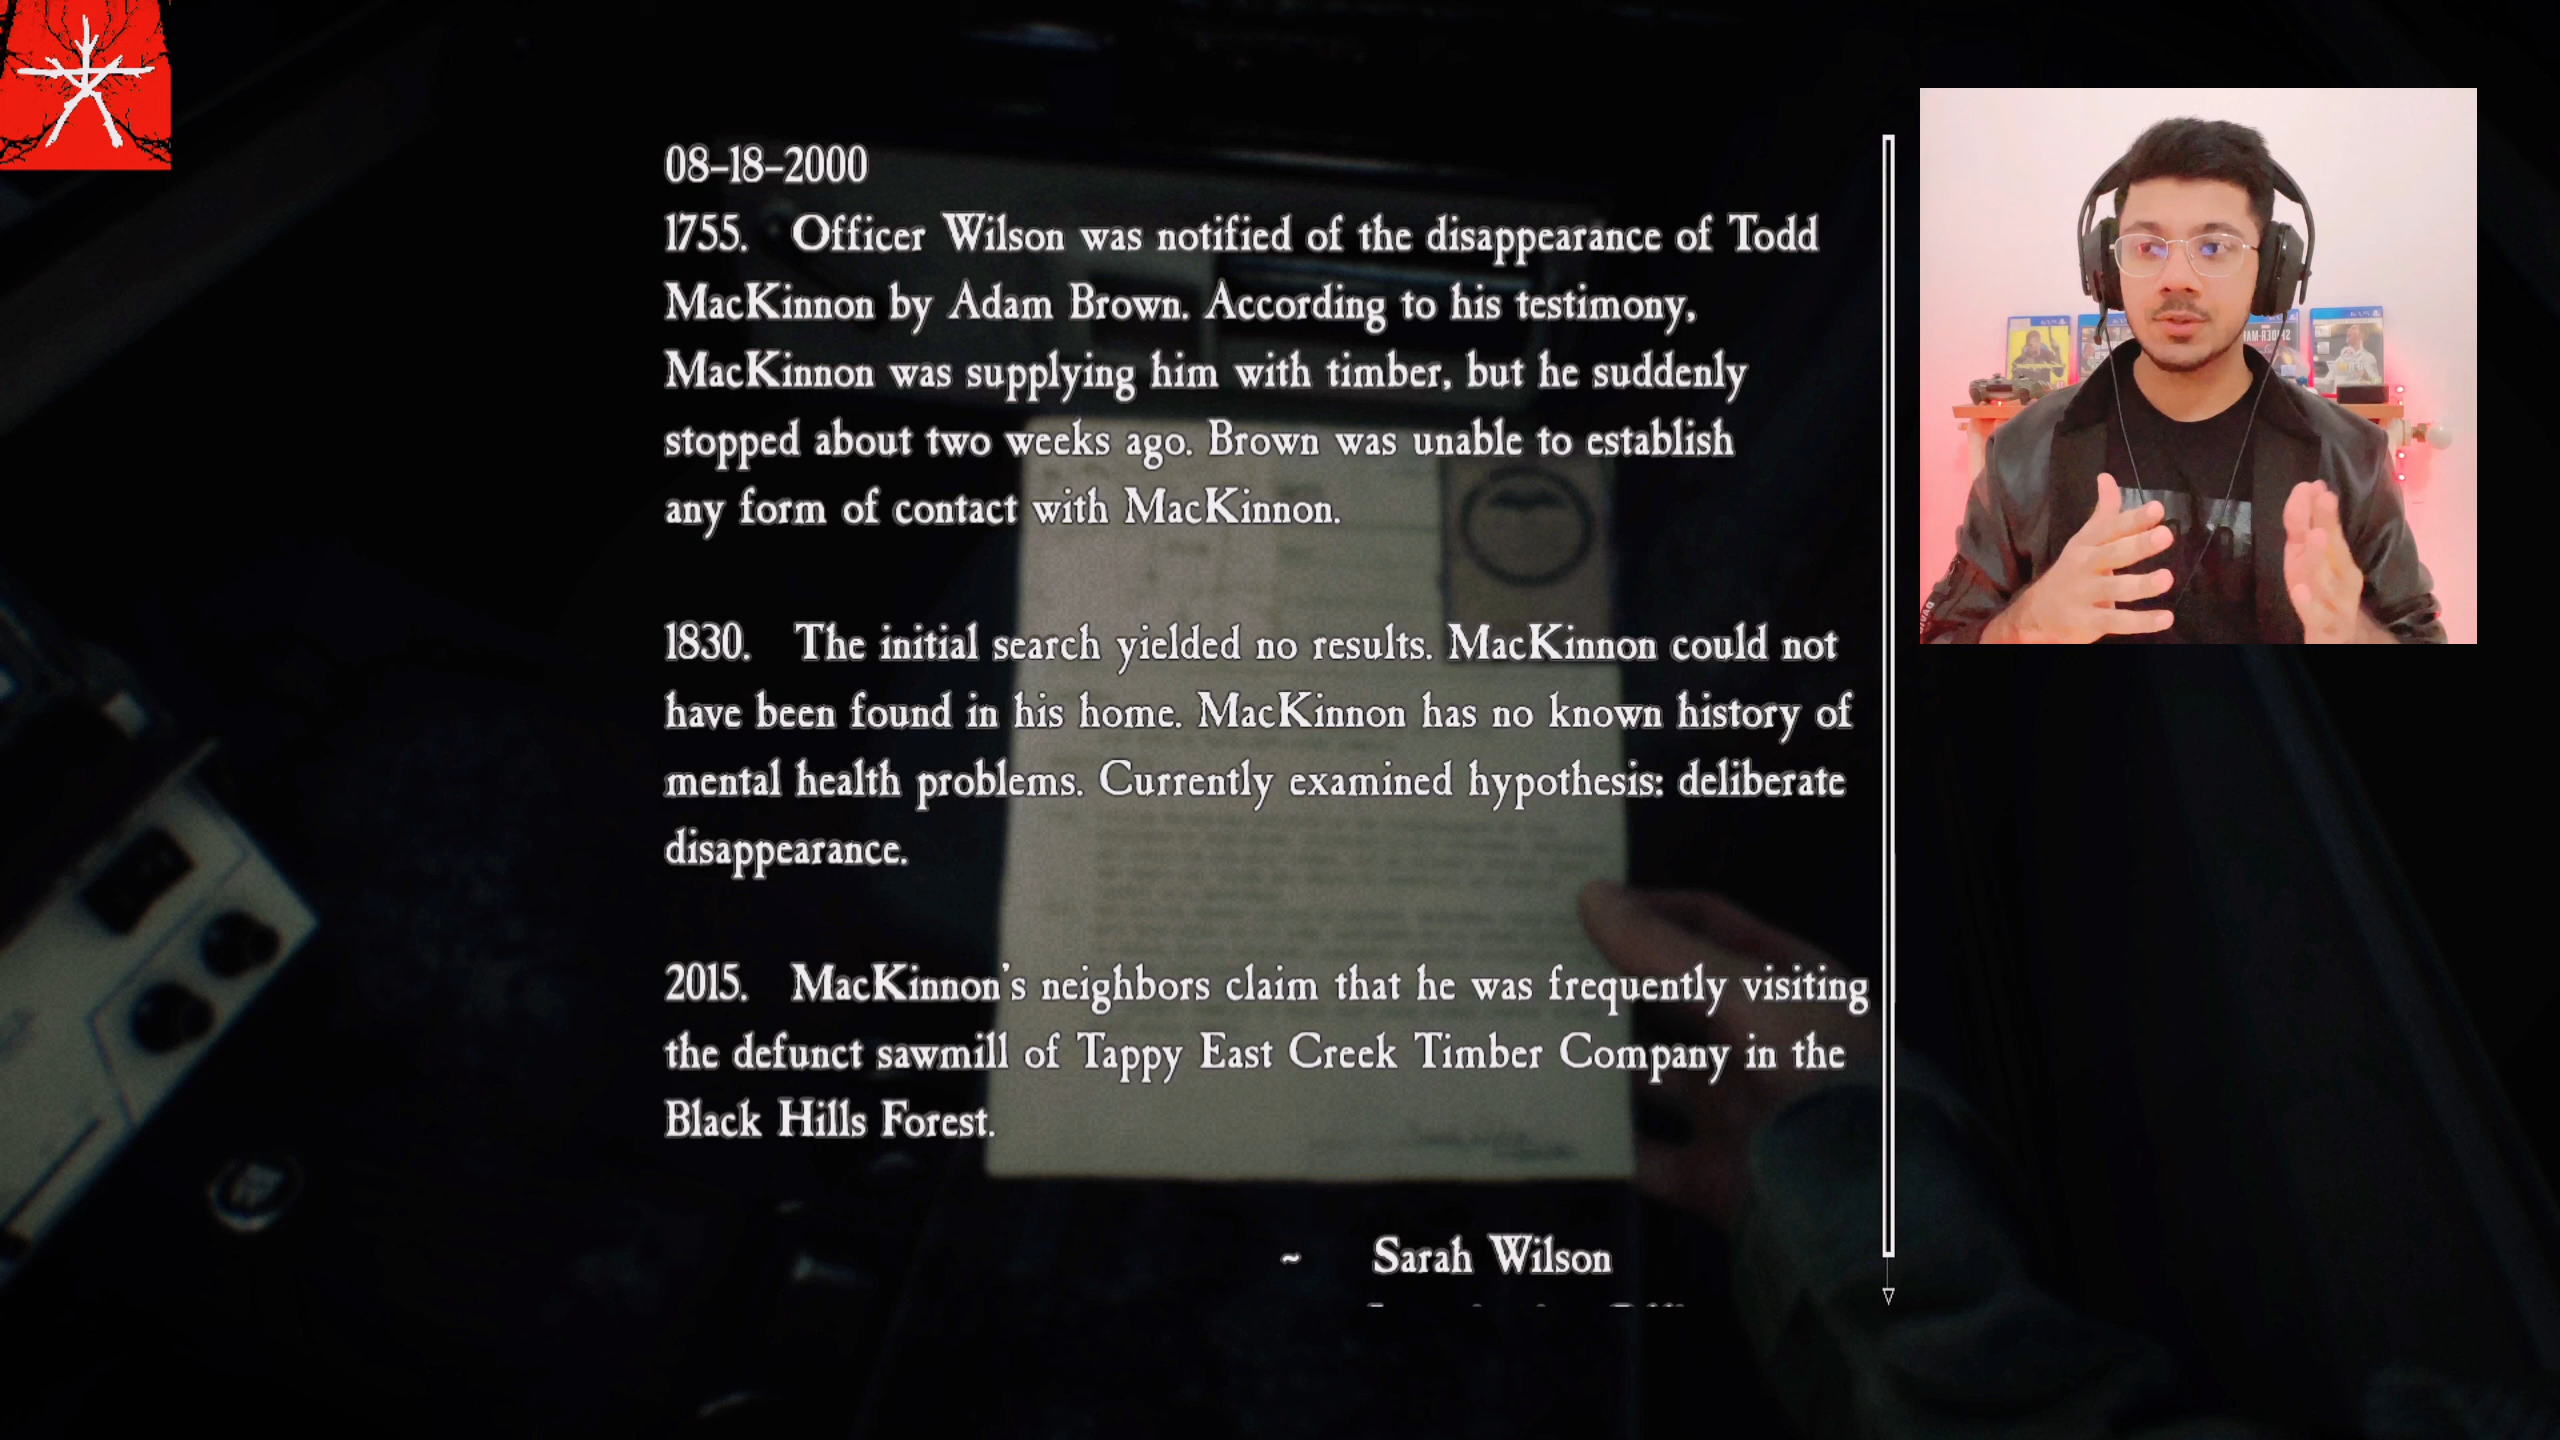 08-18-2000
1755. Officer Wilson was notified of the disappearance of Todd
MacKinnon by Adam Brown. According to his testimony,
MacKinnon was supplying him with timber, but he suddenly
stopped about two weeks ago. Brown was unable to establish
any form of contact with MacKinnon.
1830. The initial search yielded no results. MacKinnon could not
have been found in his home. MacKinnon has no known history of
mental health problems. Currently examined hypothesis: deliberate
disappearance.
2015. MacKinnon's neighbors claim that he was frequently visiting
the defunct sawmill of Tappy East Creek Timber Company in the
Black Hills Forest.
~ Sarah Wilson